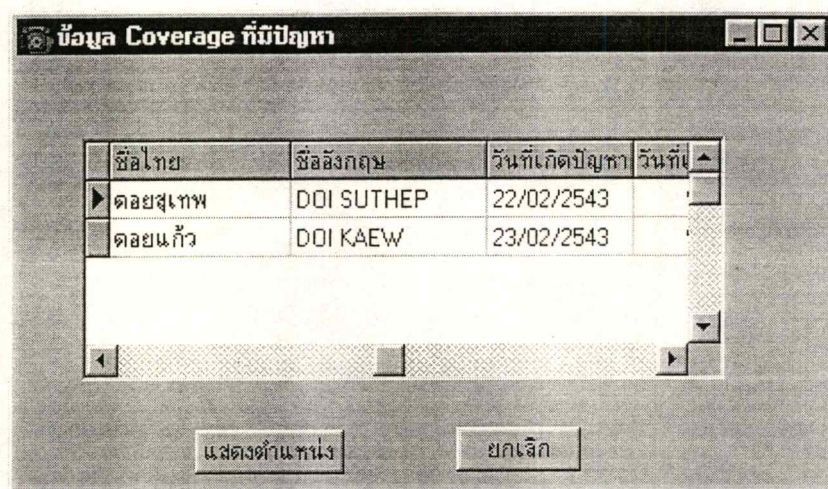 ข้อมูล Coverage ที่มีปัญหา
ชื่อไทย ชื่ออังกฤษ วันที่เกิดปัญหา วันที่
ดอยสุเทพ DOI SUTHEP 22/02/2543
ดอยแก้ว DOI KAEW 23/02/2543
แสดงตำแหน่ง ยกเลิก